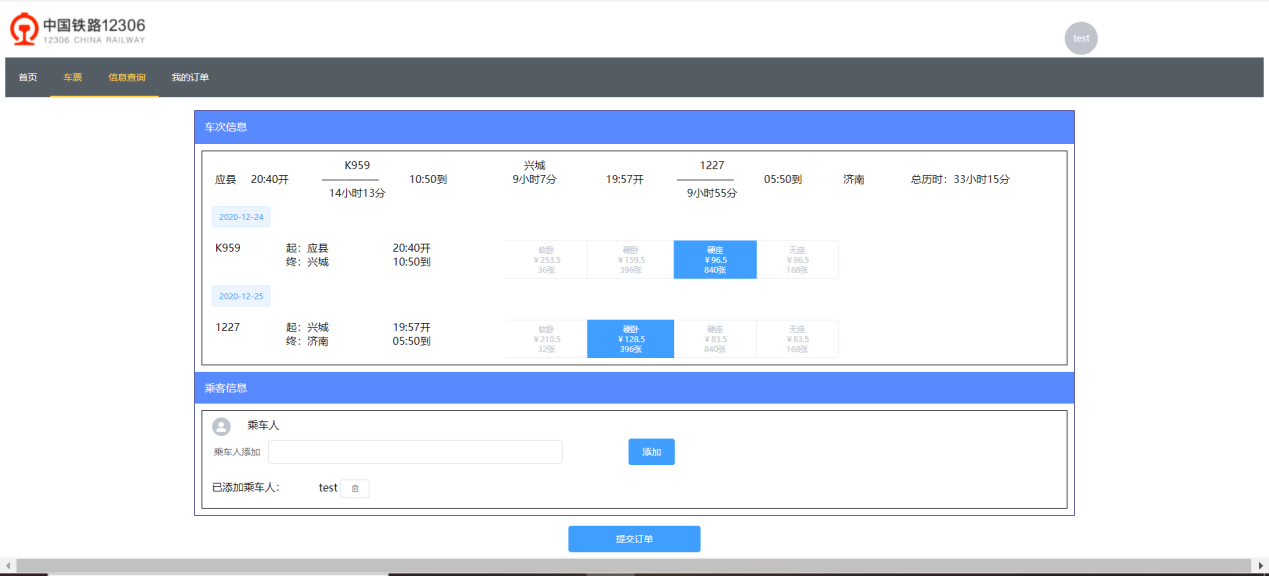 中国铁路12306
12306 CHINA RAILWAY
test
首页 车票 信息查询 我的订单
车次信息
K959 兴城 1227
应县 20:40开 10:50到 9小时7分 19:57开 05:50到 济南 总历时：33小时15分
14小时13分 9小时55分
2020-12-24
K959 起：应县 20:40开
终：兴城 10:50到
软卧 硬卧 硬座 无座
￥253.5 ￥159.5 ￥96.5 ￥96.5
36张 396张 840张 168张
2020-12-25
1227 起：兴城 19:57开
终：济南 05:50到
软卧 硬卧 硬座 无座
￥210.5 ￥128.5 ￥83.5 ￥83.5
32张 396张 840张 168张
乘客信息
乘车人
乘车人添加 添加
已添加乘车人： test
提交订单